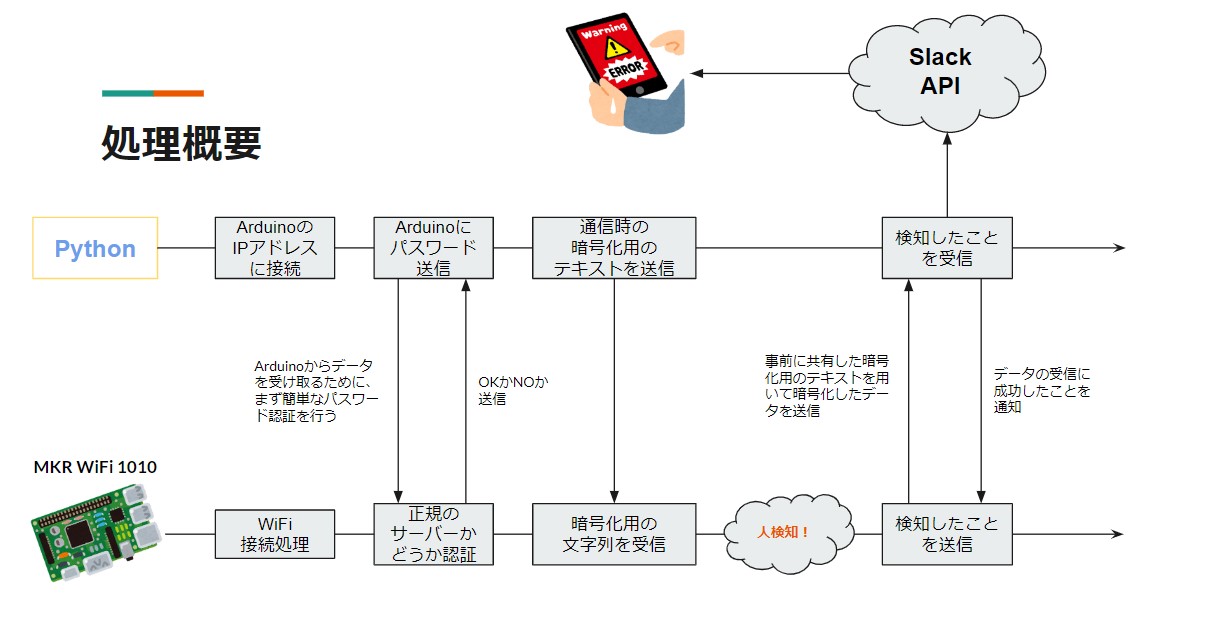 Warning
ERROR
Slack
API
処理概要
Python
Arduinoの
IPアドレス
に接続
Arduinoに
パスワード
送信
通信時の
暗号化用の
テキストを送信
検知したこと
を受信
Arduinoからデータ
を受け取るために、
まず簡単なパスワー
ド認証を行う
OKかNOか
送信
事前に共有した暗号
化用のテキストを用
いて暗号化したデー
タを送信
データの受信に
成功したことを
通知
MKR WiFi 1010
WiFi
接続処理
正規の
サーバーか
どうか認証
暗号化用の
文字列を受信
人検知！
検知したこと
を送信